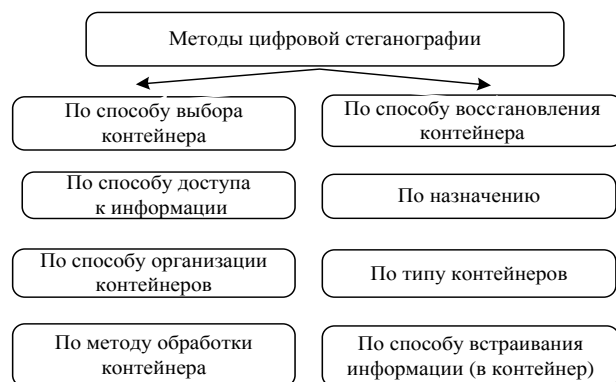 Методы цифровой стеганографии
По способу выбора
контейнера
По способу восстановления
контейнера
По способу доступа
к информации
По назначению
По способу организации
контейнеров
По типу контейнеров
По методу обработки
контейнера
По способу встраивания
информации (в контейнер)